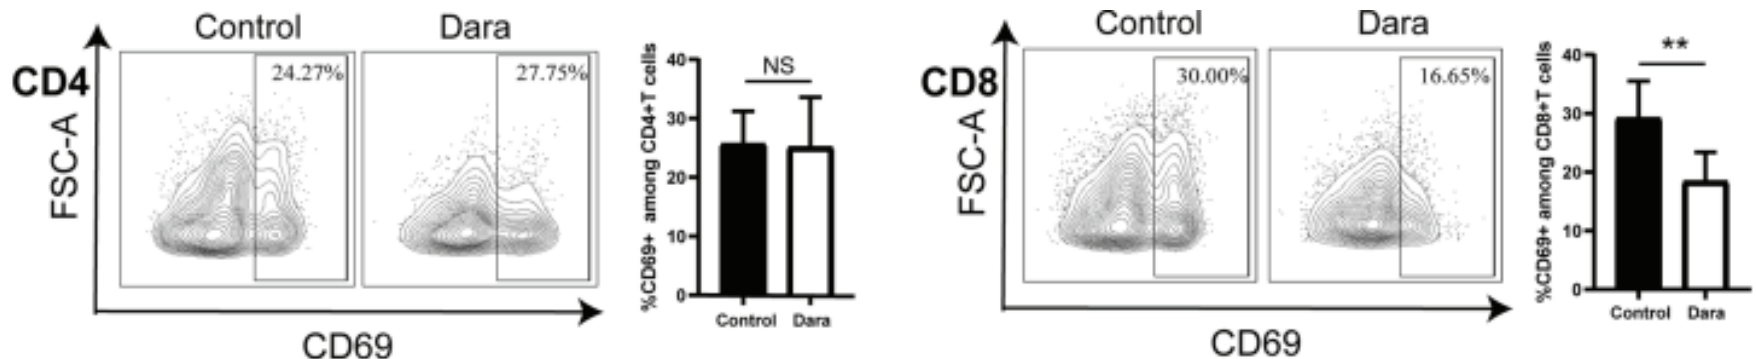 Control
Dara
CD4
FSC-A
24.27%
27.75%
CD69
%CD69+ among CD4+T cells
40
30
20
10
0
NS
Control
Dara
Control
Dara
CD8
FSC-A
30.00%
16.65%
CD69
%CD69+ among CD8+T cells
40
30
20
10
0
**
Control
Dara